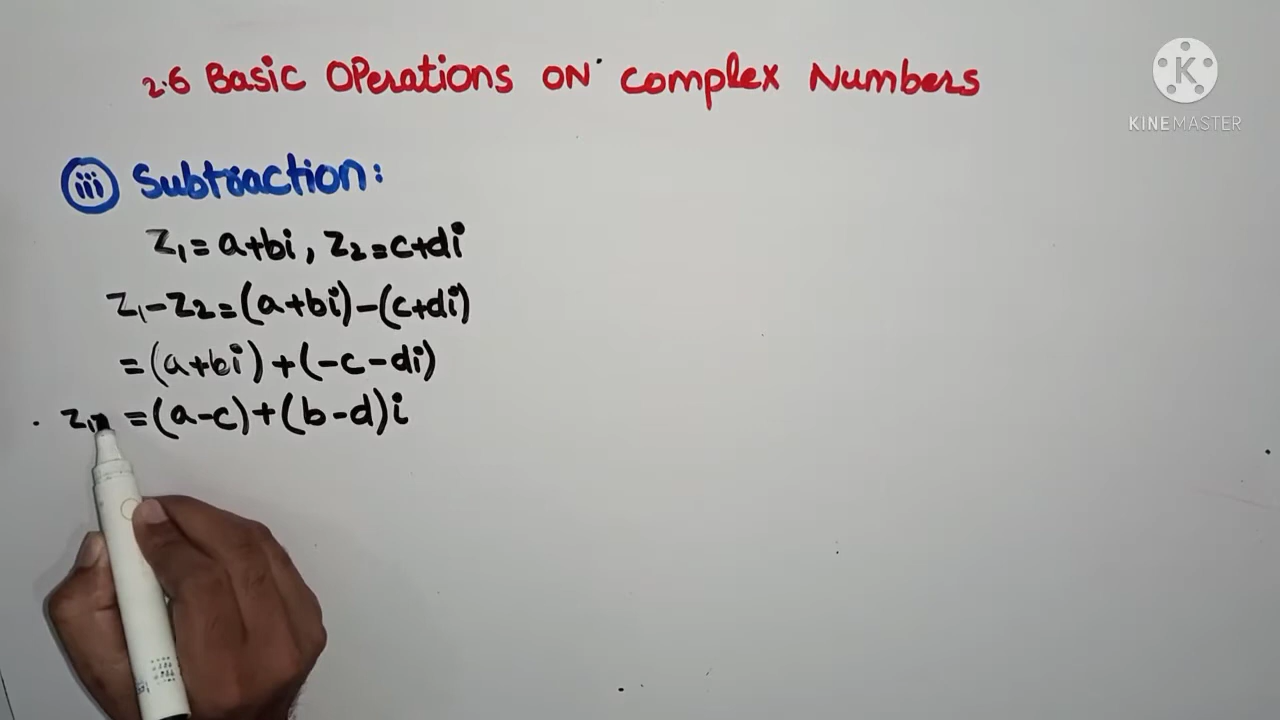 2.6 Basic Operations ON Complex Numbers
K
KINEMASTER
iii Subtraction:
Z₁=a+bi, Z₂=c+di
Z₁-Z₂=(a+bi)-(c+di)
=(a+bi)+(-c-di)
Z₁ =(a-c)+(b-d)i